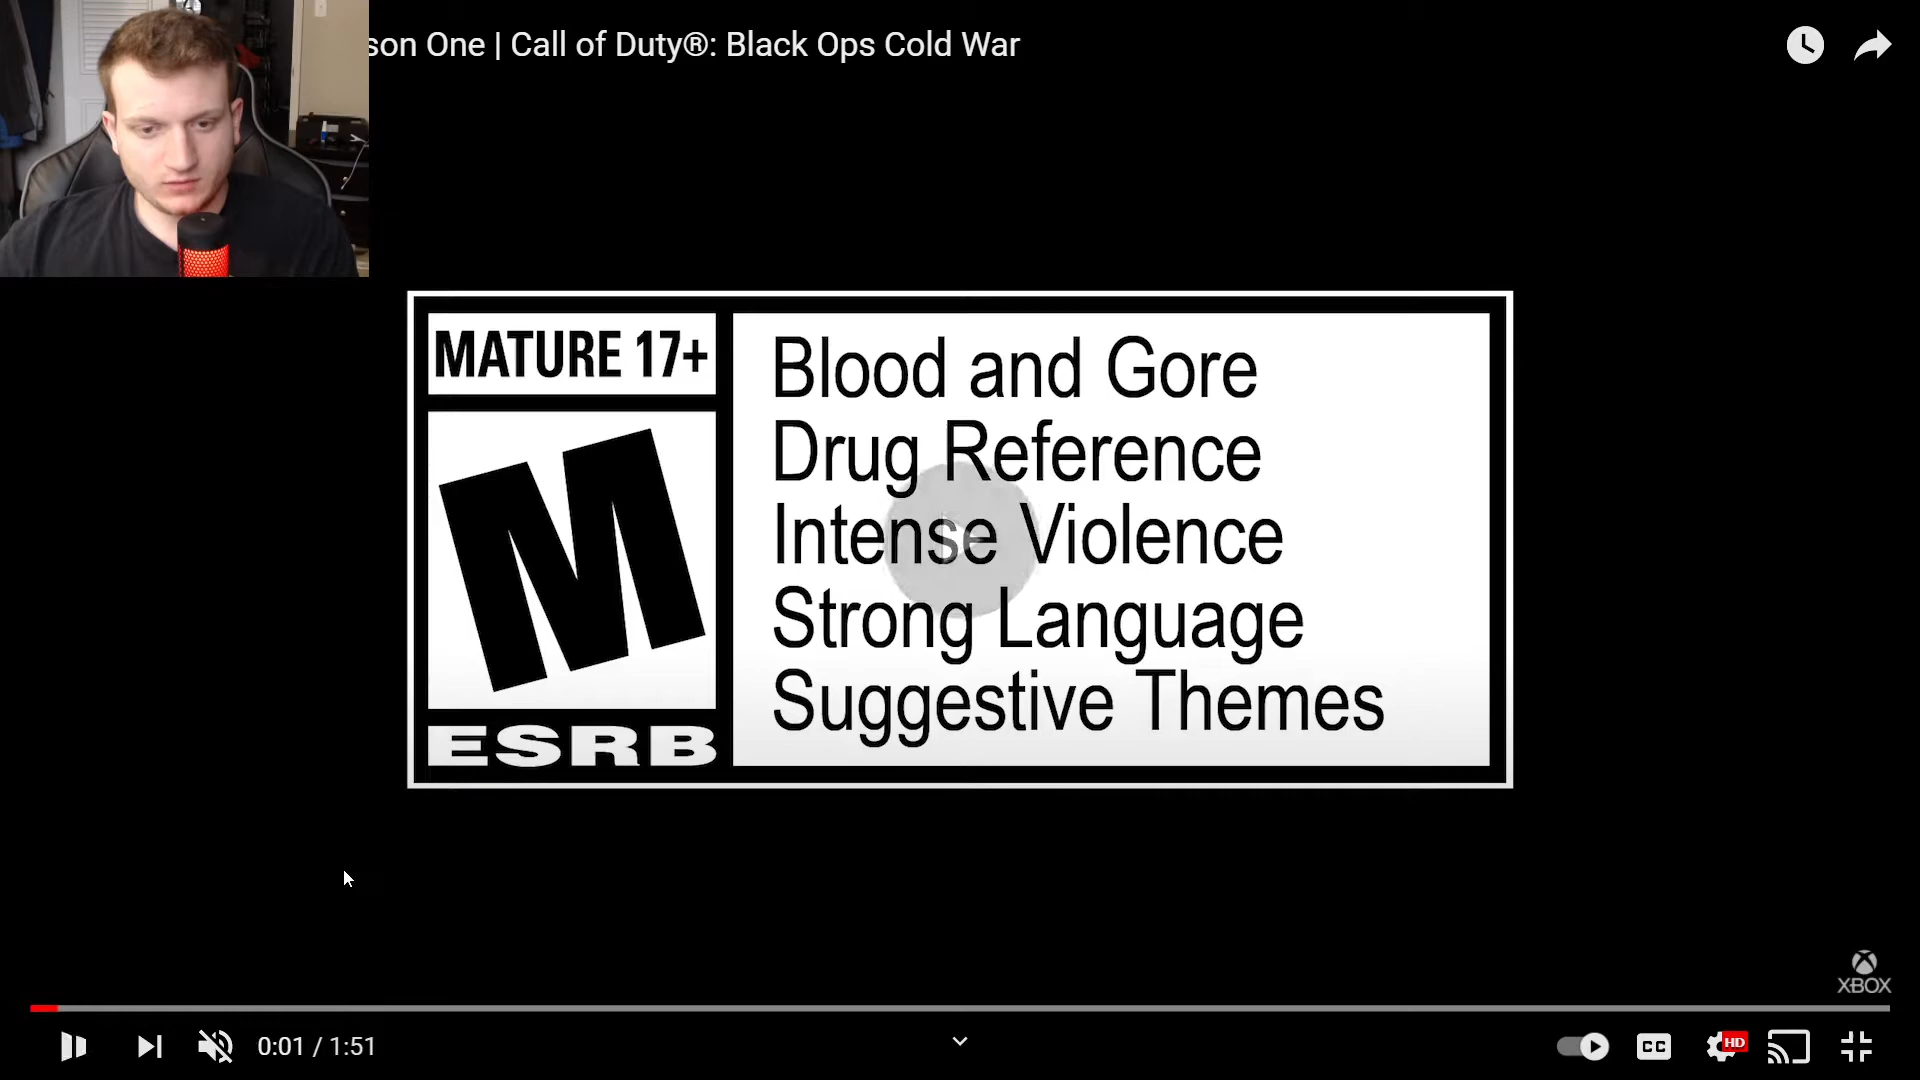 son One | Call of Duty®: Black Ops Cold War
MATURE 17+
M
ESRB
Blood and Gore
Drug Reference
Intense Violence
Strong Language
Suggestive Themes
XBOX
0:01 / 1:51
CC
HD